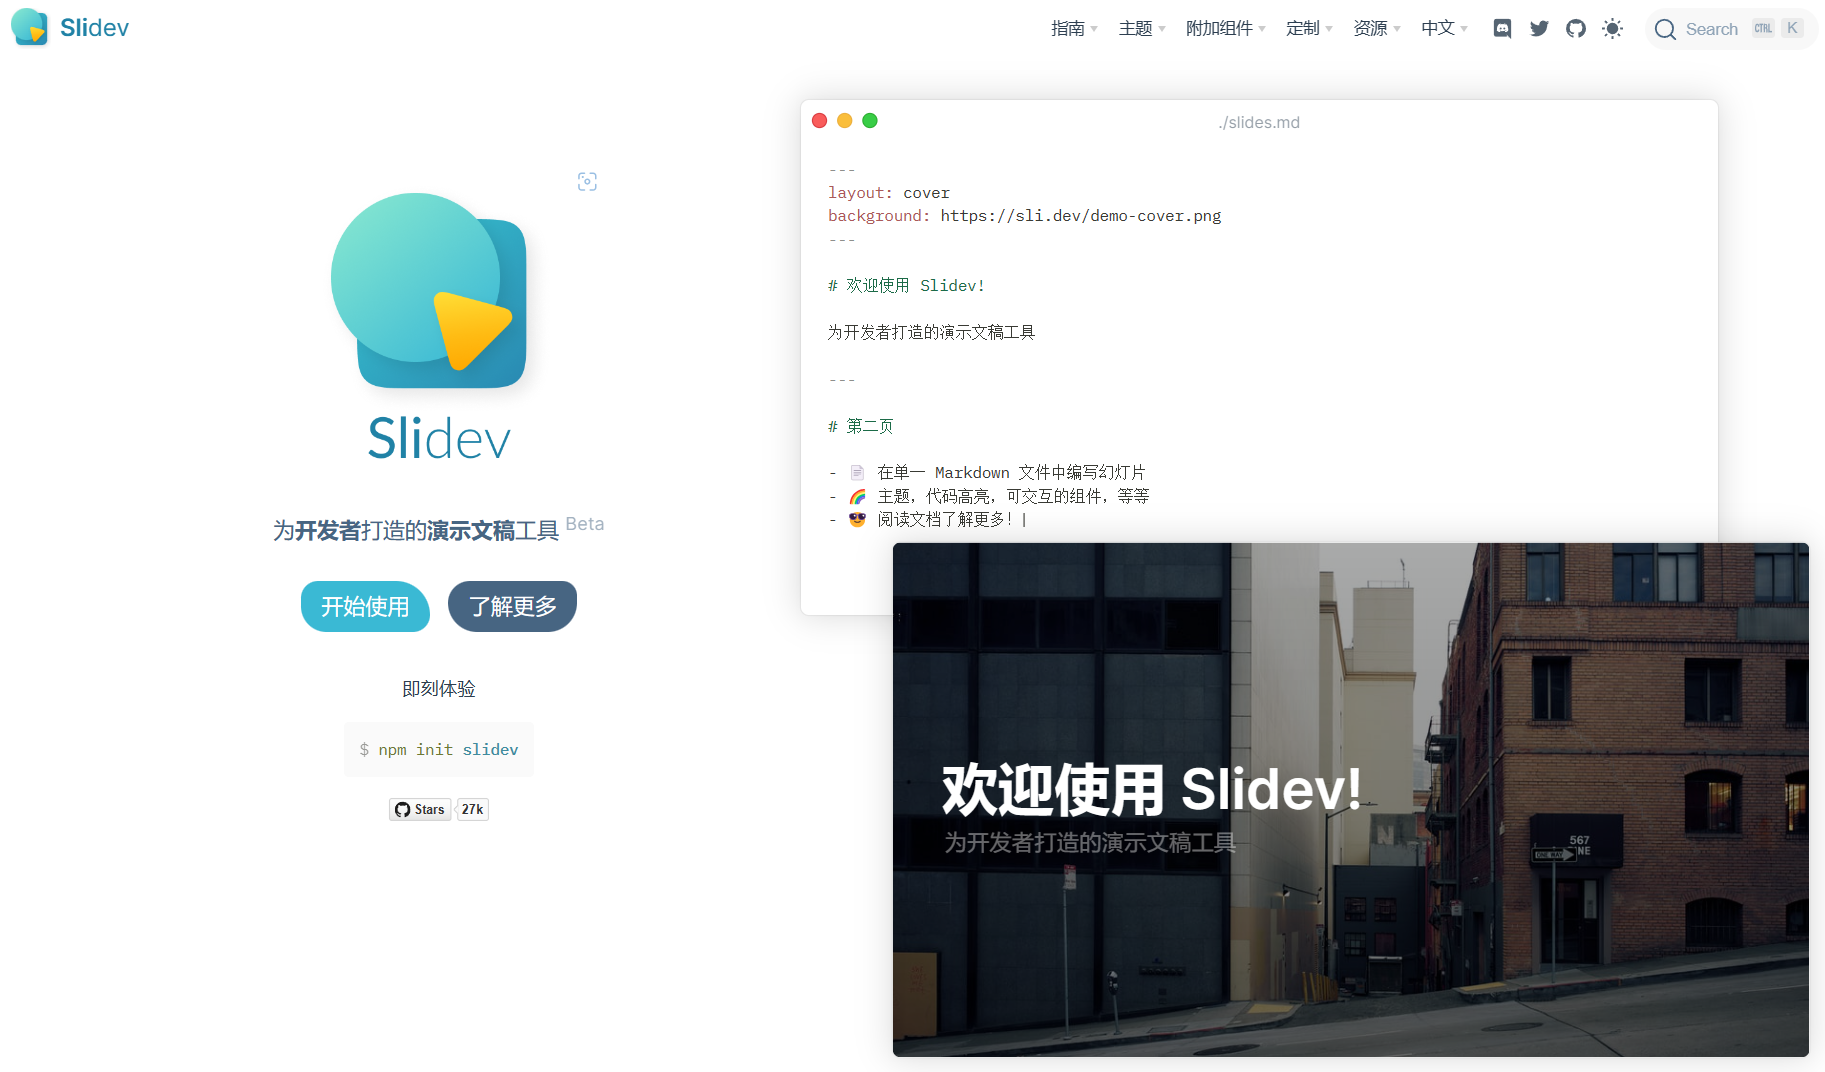 Slidev
指南
主题
附加组件
定制
资源
中文
Search
CTRL
K
Slidev
为开发者打造的演示文稿工具 Beta
开始使用
了解更多
即刻体验
$ npm init slidev
Stars
27k
./slides.md
---
layout: cover
background: https://sli.dev/demo-cover.png
---
# 欢迎使用 Slidev!
为开发者打造的演示文稿工具
---
# 第二页
- 📄 在单一 Markdown 文件中编写幻灯片
- 🌈 主题，代码高亮，可交互的组件，等等
- 😎 阅读文档了解更多！|
欢迎使用 Slidev!
为开发者打造的演示文稿工具
N
567
ONE WAY